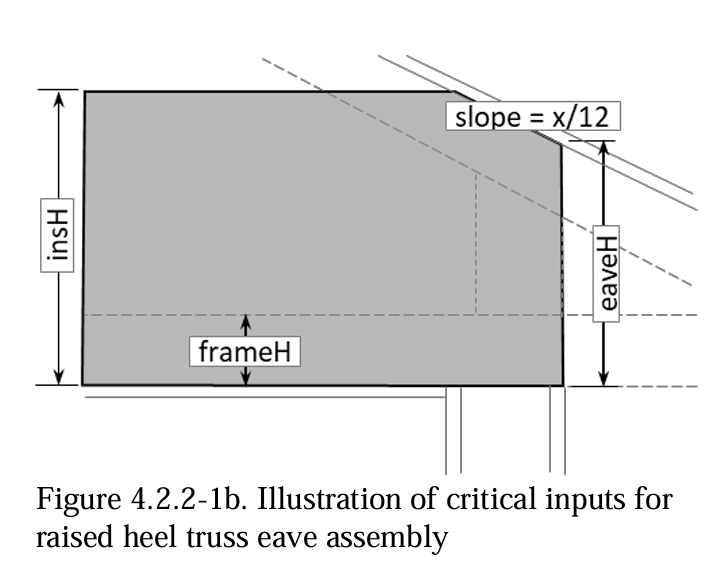 slope = x/12
insH
eaveH
frameH
Figure 4.2.2-1b. Illustration of critical inputs for
raised heel truss eave assembly